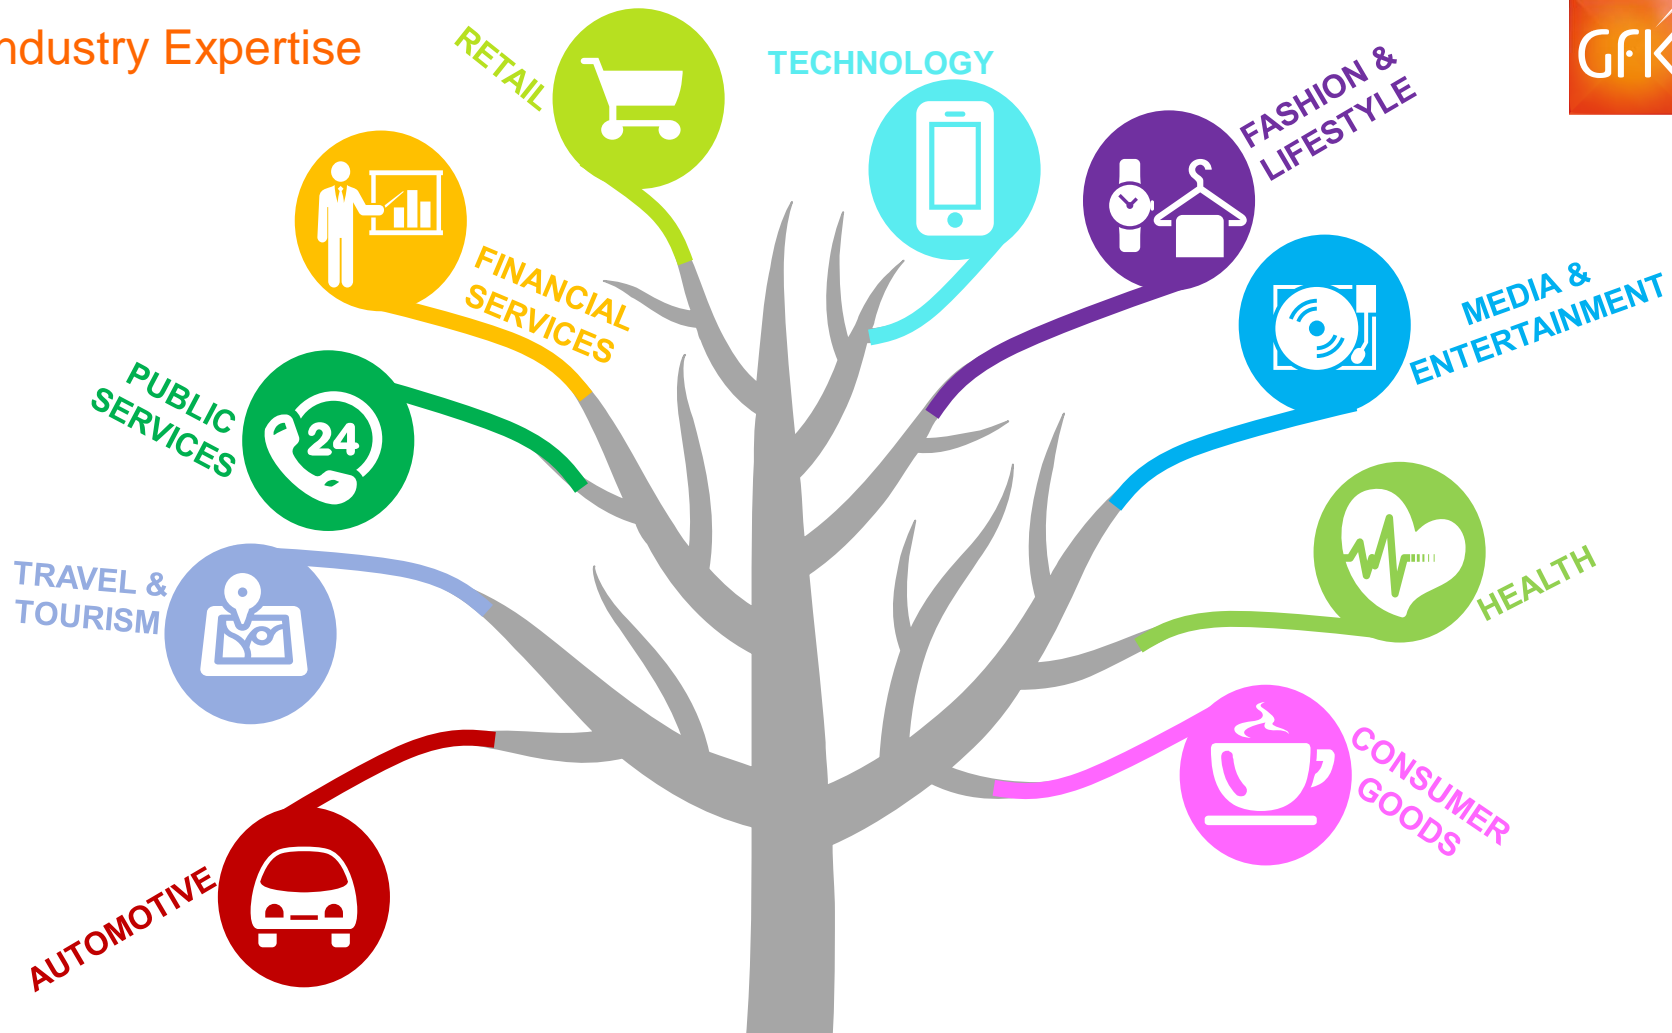 ndustry Expertise
GfK
RETAIL
TECHNOLOGY
FASHION &
LIFESTYLE
FINANCIAL
SERVICES
MEDIA &
ENTERTAINMENT
PUBLIC
SERVICES
24
TRAVEL &
TOURISM
HEALTH
CONSUMER
GOODS
AUTOMOTIVE